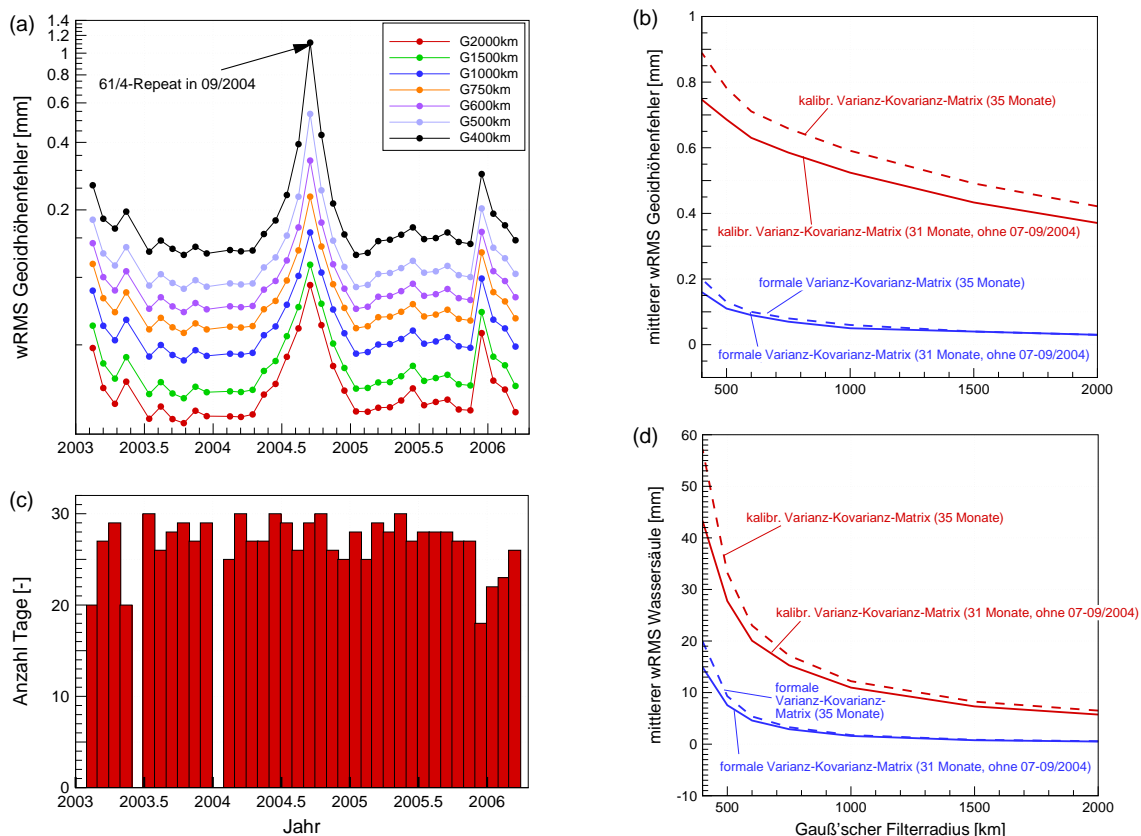 (a)
1.4
1.2
1
0.8
0.6
0.4
0.2
wRMS Geoidhöhenfehler [mm]
61/4-Repeat in 09/2004
G2000km
G1500km
G1000km
G750km
G600km
G500km
G400km
2003
2003.5
2004
2004.5
2005
2005.5
2006
(b)
1
0.8
0.6
0.4
0.2
0
mittlerer wRMS Geoidhöhenfehler [mm]
kalibr. Varianz-Kovarianz-Matrix (35 Monate)
kalibr. Varianz-Kovarianz-Matrix (31 Monate, ohne 07-09/2004)
formale Varianz-Kovarianz-Matrix (35 Monate)
formale Varianz-Kovarianz-Matrix (31 Monate, ohne 07-09/2004)
500
1000
1500
2000
(c)
30
20
10
0
Anzahl Tage [-]
2003
2003.5
2004
2004.5
2005
2005.5
2006
Jahr
(d)
60
50
40
30
20
10
0
-10
mittlerer wRMS Wassersäule [mm]
kalibr. Varianz-Kovarianz-Matrix (35 Monate)
kalibr. Varianz-Kovarianz-Matrix (31 Monate, ohne 07-09/2004)
formale
Varianz-Kovarianz-
Matrix (35 Monate)
formale Varianz-Kovarianz-Matrix (31 Monate, ohne 07-09/2004)
500
1000
1500
2000
Gauß'scher Filterradius [km]